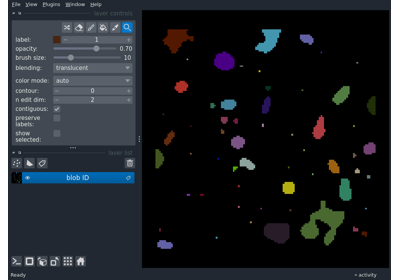 File View Plugins Window Help
layer controls
label: 1
opacity: 0.70
brush size: 10
blending: translucent
color mode: auto
contour: 0
n edit dim: 2
contiguous:
preserve labels:
show selected:
layer list
blob ID
Ready
activity